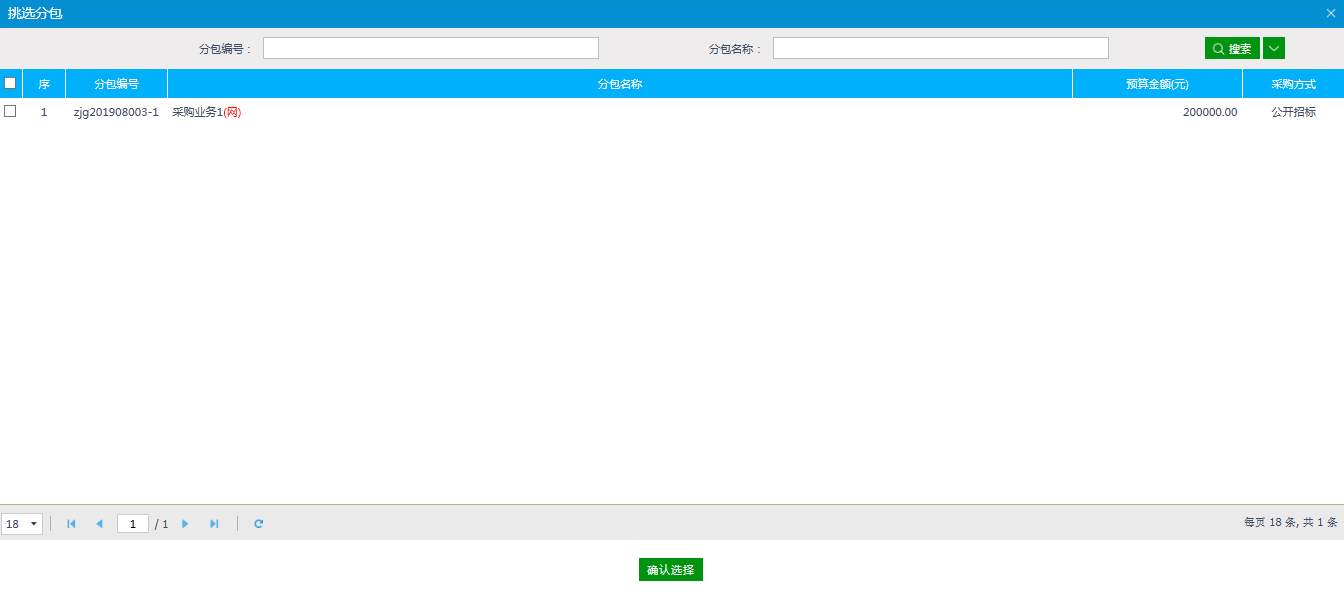 挑选分包
分包编号： 分包名称： 搜索
序 分包编号 分包名称 预算金额(元) 采购方式
1 zjg201908003-1 采购业务1(网) 200000.00 公开招标
18 1 / 1 每页 18 条, 共 1 条
确认选择